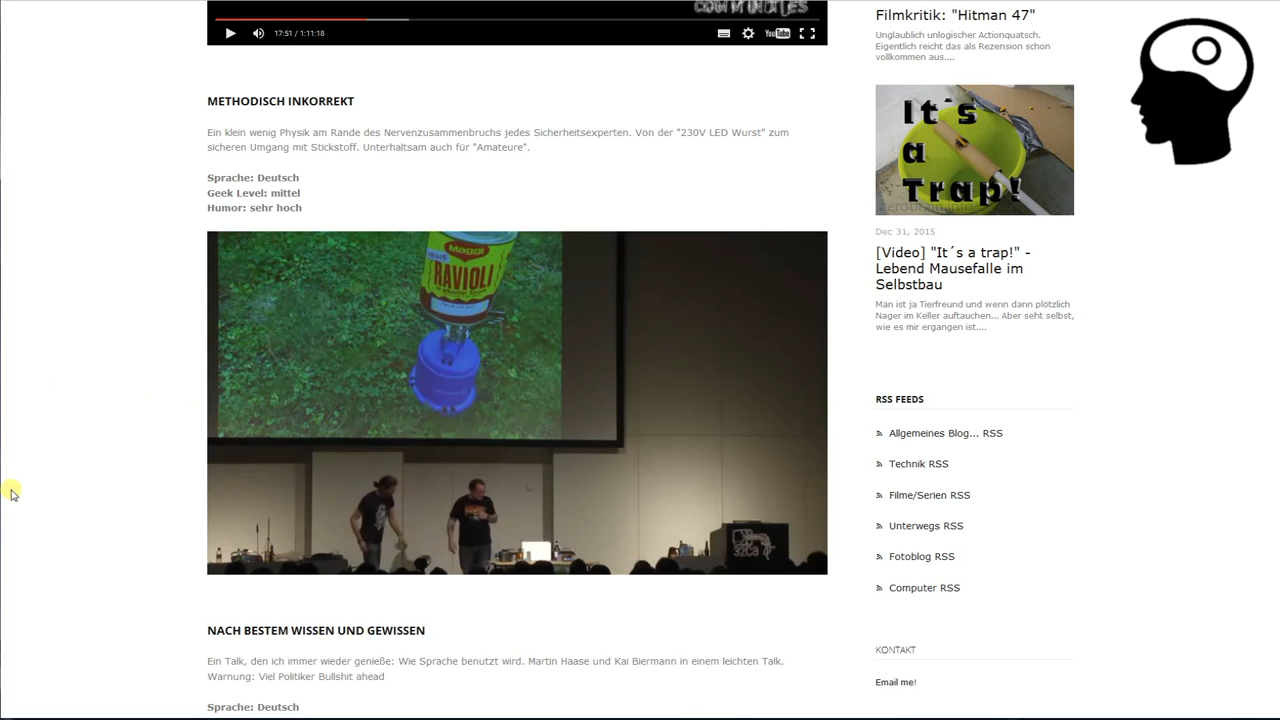 COMMUNITIES
17:51 / 1:11:18
YouTube
METHODISCH INKORREKT
Ein klein wenig Physik am Rande des Nervenzusammenbruchs jedes Sicherheitsexperten. Von der "230V LED Wurst" zum
sicheren Umgang mit Stickstoff. Unterhaltsam auch für "Amateure".
Sprache: Deutsch
Geek Level: mittel
Humor: sehr hoch
Maggi
RAVIOLI
32C3
NACH BESTEM WISSEN UND GEWISSEN
Ein Talk, den ich immer wieder genieße: Wie Sprache benutzt wird. Martin Haase und Kai Biermann in einem leichten Talk.
Warnung: Viel Politiker Bullshit ahead
Sprache: Deutsch
Filmkritik: "Hitman 47"
Unglaublich unlogischer Actionquatsch.
Eigentlich reicht das als Rezension schon
vollkommen aus....
It´s
a
Trap!
zerobrain.info
Dec 31, 2015
[Video] "It´s a trap!" -
Lebend Mausefalle im
Selbstbau
Man ist ja Tierfreund und wenn dann plötzlich
Nager im Keller auftauchen... Aber seht selbst,
wie es mir ergangen ist....
RSS FEEDS
Allgemeines Blog... RSS
Technik RSS
Filme/Serien RSS
Unterwegs RSS
Fotoblog RSS
Computer RSS
KONTAKT
Email me!